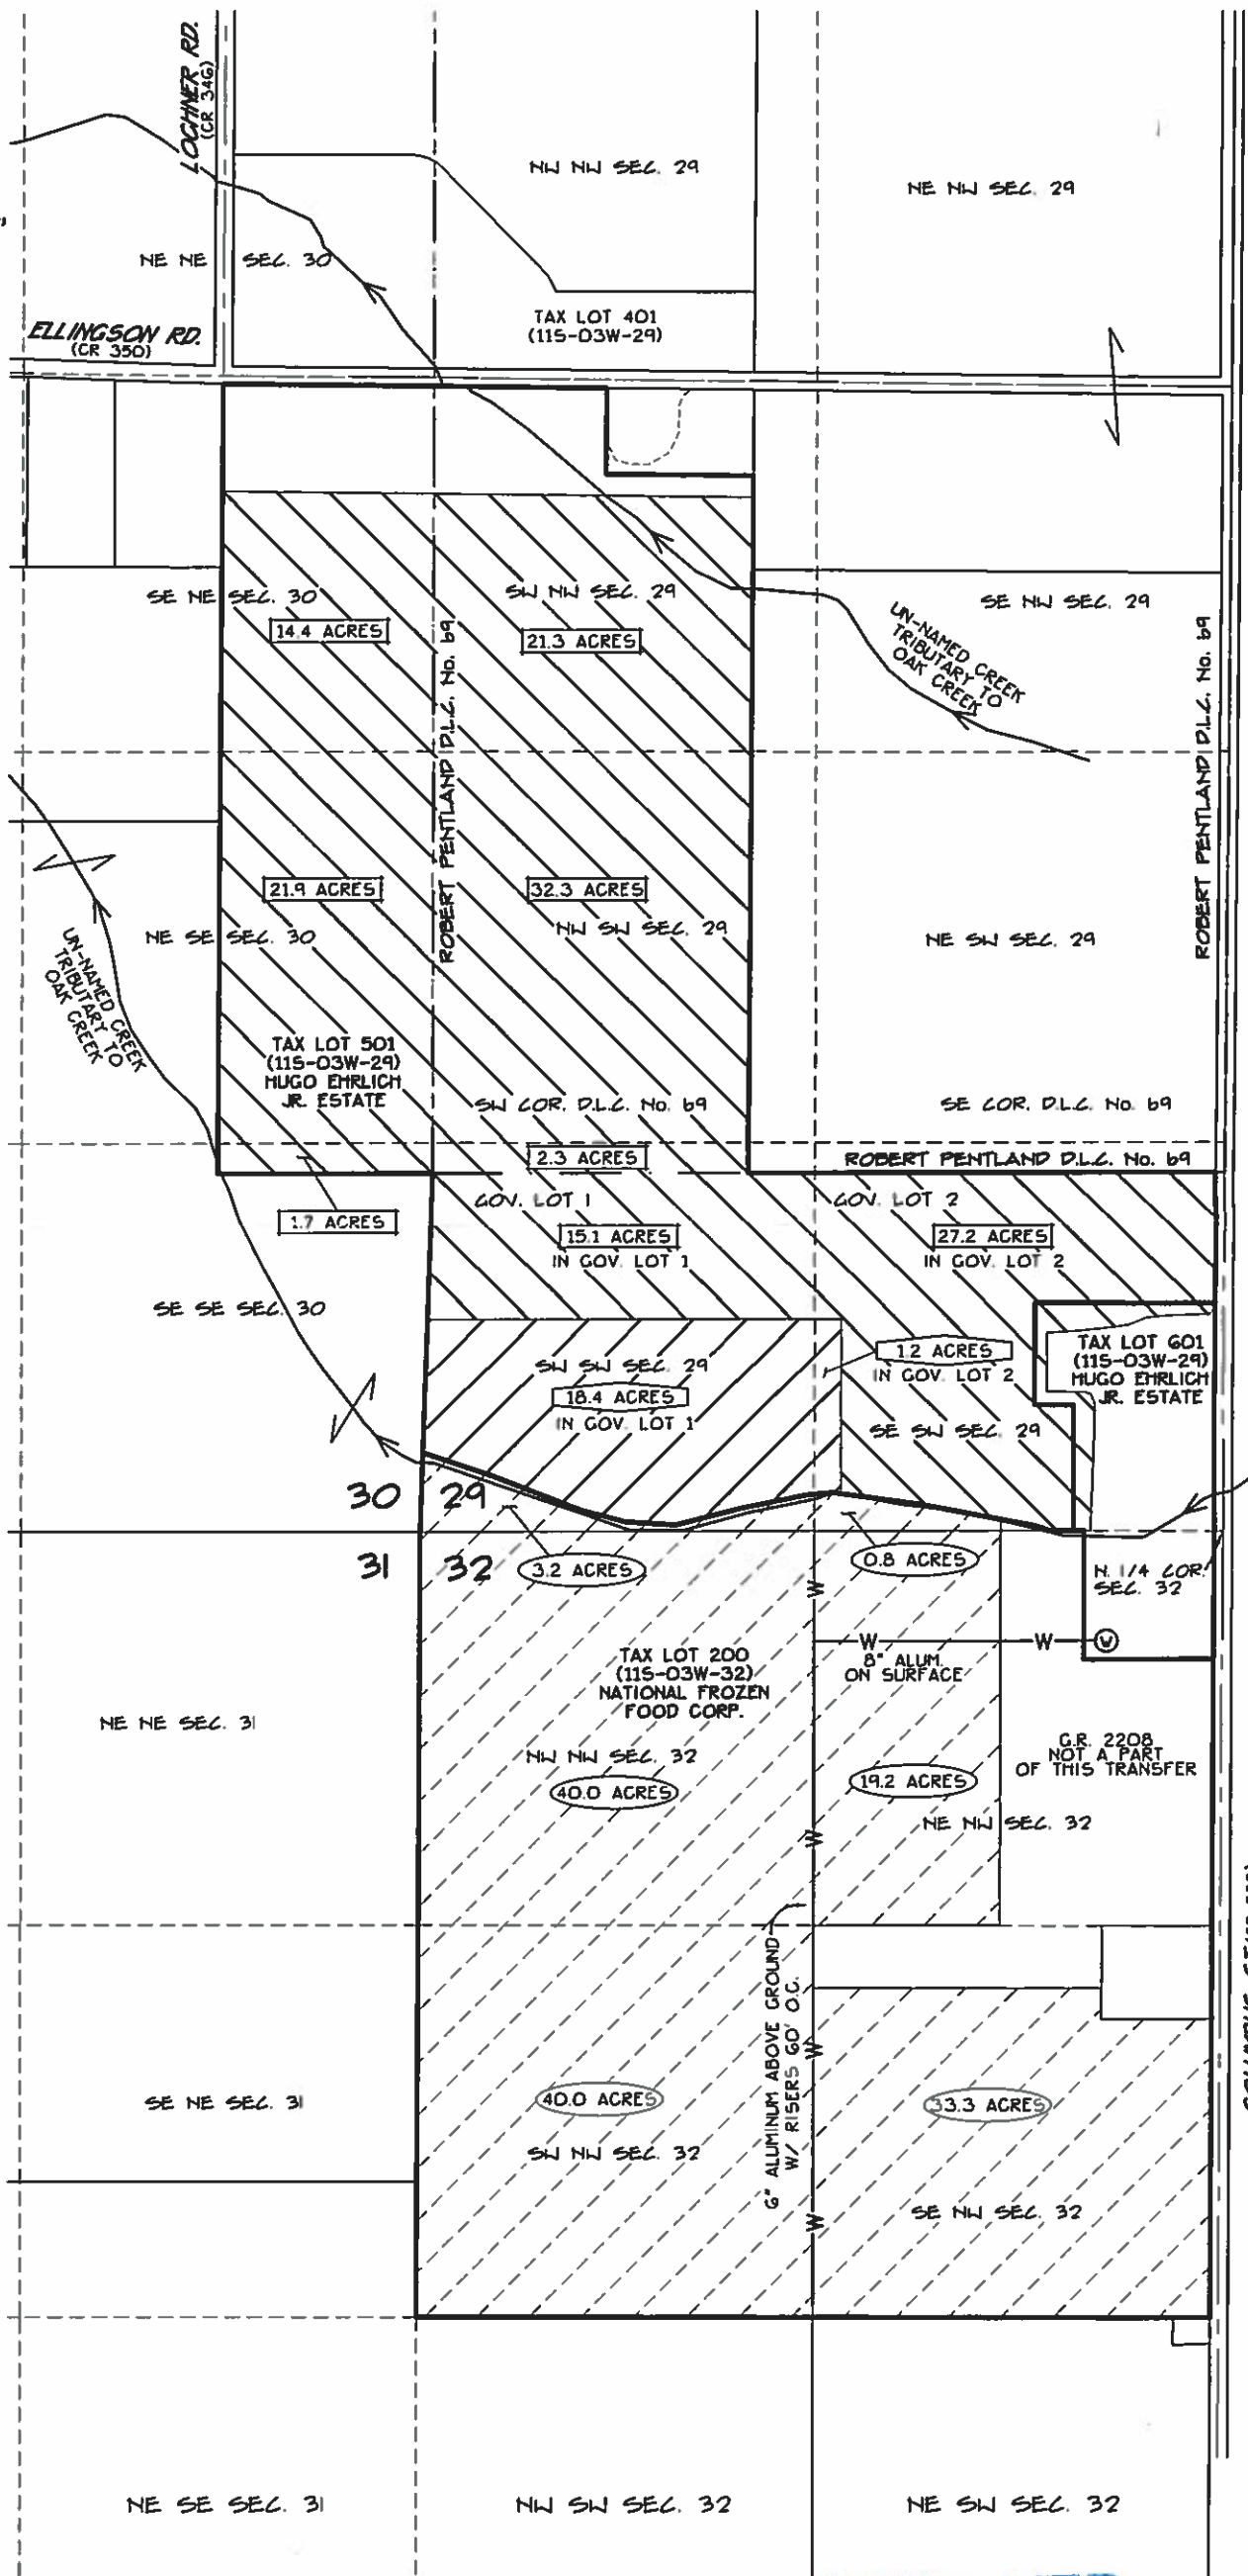 LOCHNER RD.
(CR 346)
NW NW SEC. 29
NE NW SEC. 29
NE NE SEC. 30
TAX LOT 401
(11S-03W-29)
ELLINGSON RD.
(CR 350)
SE NE SEC. 30
14.4 ACRES
SW NW SEC. 29
21.3 ACRES
SE NW SEC. 29
UN-NAMED CREEK
TRIBUTARY TO
OAK CREEK
ROBERT PENTLAND D.L.C. No. 69
ROBERT PENTLAND D.L.C. No. 69
21.9 ACRES
32.3 ACRES
NE SE SEC. 30
NW SW SEC. 29
NE SW SEC. 29
UN-NAMED CREEK
TRIBUTARY TO
OAK CREEK
TAX LOT 501
(11S-03W-29)
HUGO EHRLICH
JR. ESTATE
SW COR. D.L.C. No. 69
SE COR. D.L.C. No. 69
2.3 ACRES
ROBERT PENTLAND D.L.C. No. 69
GOV. LOT 1
GOV. LOT 2
1.7 ACRES
15.1 ACRES
IN GOV. LOT 1
27.2 ACRES
IN GOV. LOT 2
SE SE SEC. 30
SW SW SEC. 29
18.4 ACRES
IN GOV. LOT 1
1.2 ACRES
IN GOV. LOT 2
TAX LOT 601
(11S-03W-29)
HUGO EHRLICH
JR. ESTATE
SE SW SEC. 29
30 29
31 32
3.2 ACRES
0.8 ACRES
N. 1/4 COR.
SEC. 32
W
W W W
8" ALUM.
ON SURFACE
TAX LOT 200
(11S-03W-32)
NATIONAL FROZEN
FOOD CORP.
NE NE SEC. 31
NW NW SEC. 32
40.0 ACRES
G.R. 2208
NOT A PART
OF THIS TRANSFER
19.2 ACRES
NE NW SEC. 32
W
6" ALUMINUM ABOVE GROUND
W/ RISERS 60' O.C.
W
SE NE SEC. 31
40.0 ACRES
33.3 ACRES
SW NW SEC. 32
SE NW SEC. 32
W
NE SE SEC. 31
NW SW SEC. 32
NE SW SEC. 32